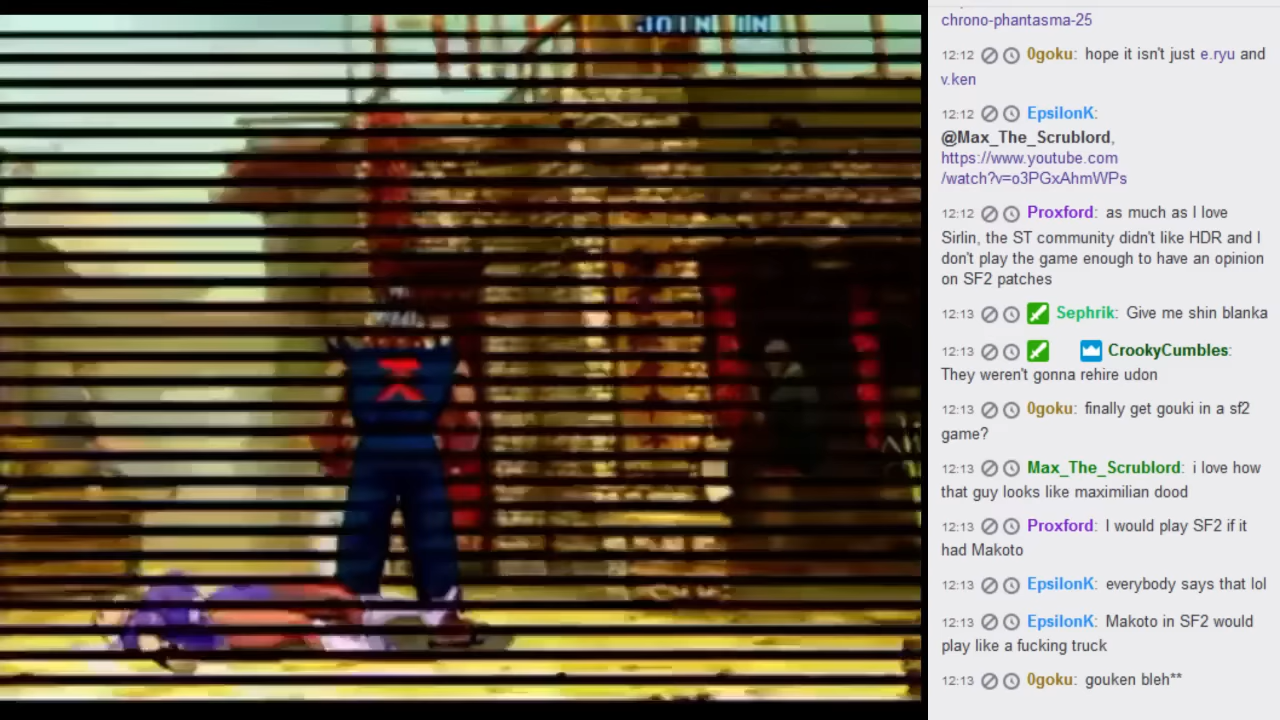 JOIN IN
chrono-phantasma-25
12:12 0goku: hope it isn't just e.ryu and
v.ken
12:12 EpsilonK:
@Max_The_Scrublord,
https://www.youtube.com
/watch?v=o3PGxAhmWPs
12:12 Proxford: as much as I love
Sirlin, the ST community didn't like HDR and I
don't play the game enough to have an opinion
on SF2 patches
12:13 Sephrik: Give me shin blanka
12:13 CrookyCumbles:
They weren't gonna rehire udon
12:13 0goku: finally get gouki in a sf2
game?
12:13 Max_The_Scrublord: i love how
that guy looks like maximilian dood
12:13 Proxford: I would play SF2 if it
had Makoto
12:13 EpsilonK: everybody says that lol
12:13 EpsilonK: Makoto in SF2 would
play like a fucking truck
12:13 0goku: gouken bleh**